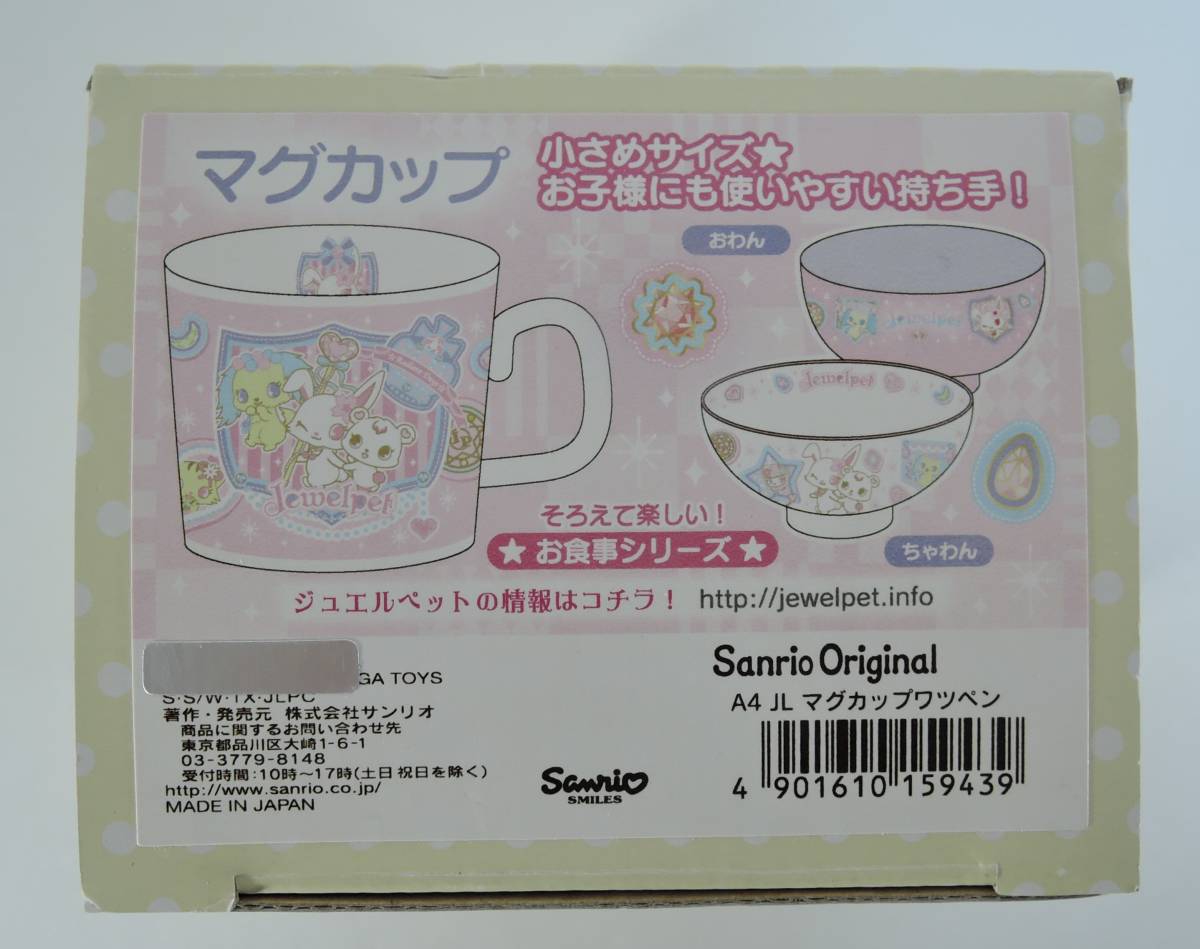 マグカップ
小さめサイズ★
お子様にも使いやすい持ち手!
おわん
Jewelpet
Jewelpet
Jewelpet
ちゃわん
そろえて楽しい!
★お食事シリーズ★
ジュエルペットの情報はコチラ! http://jewelpet.info
GA TOYS
S・S/W・TX・JLPC
著作・発売元 株式会社サンリオ
商品に関するお問い合わせ先
東京都品川区大崎1-6-1
03-3779-8148
受付時間:10時〜17時(土日祝日を除く)
http://www.sanrio.co.jp/
MADE IN JAPAN
Sanrio
SMILES
Sanrio Original
A4 JL マグカップワツペン
4 901610 159439